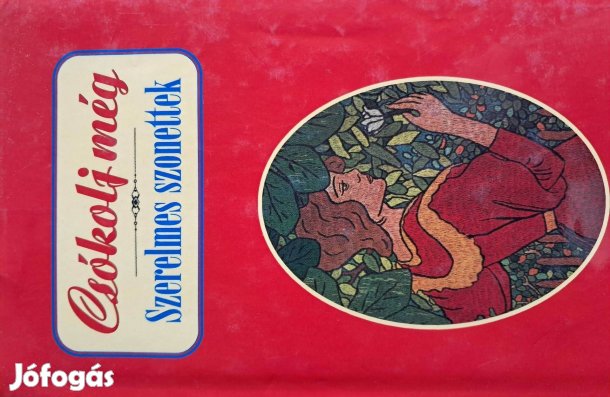 Csókolj még
Szerelmes szonettek
Jófogás